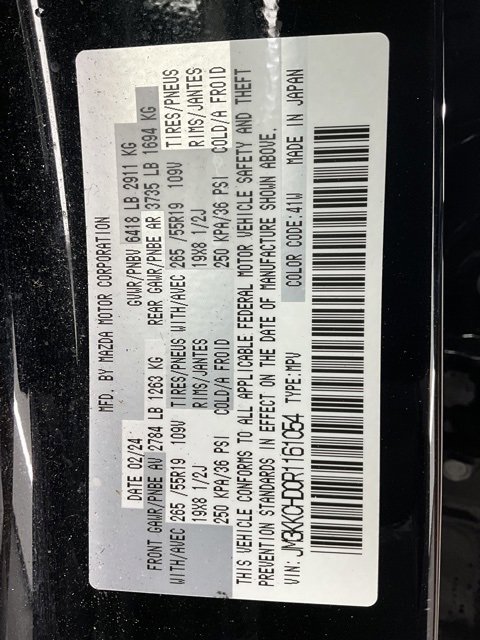 MFD. BY MAZDA MOTOR CORPORATION
DATE 02/24 GVWR/PNBV 6418 LB 2911 KG
FRONT GAWR/PNBE AV 2784 LB 1263 KG REAR GAWR/PNBE AR 3735 LB 1694 KG
WITH/AVEC 265 /55R19 109V TIRES/PNEUS WITH/AVEC 265 /55R19 109V TIRES/PNEUS
19X8 1/2J RIMS/JANTES 19X8 1/2J RIMS/JANTES
250 KPA/36 PSI COLD/A FROID 250 KPA/36 PSI COLD/A FROID
THIS VEHICLE CONFORMS TO ALL APPLICABLE FEDERAL MOTOR VEHICLE SAFETY AND THEFT
PREVENTION STANDARDS IN EFFECT ON THE DATE OF MANUFACTURE SHOWN ABOVE.
VIN: JM3KKCHD0R1161054 TYPE: MPV COLOR CODE: 41W MADE IN JAPAN